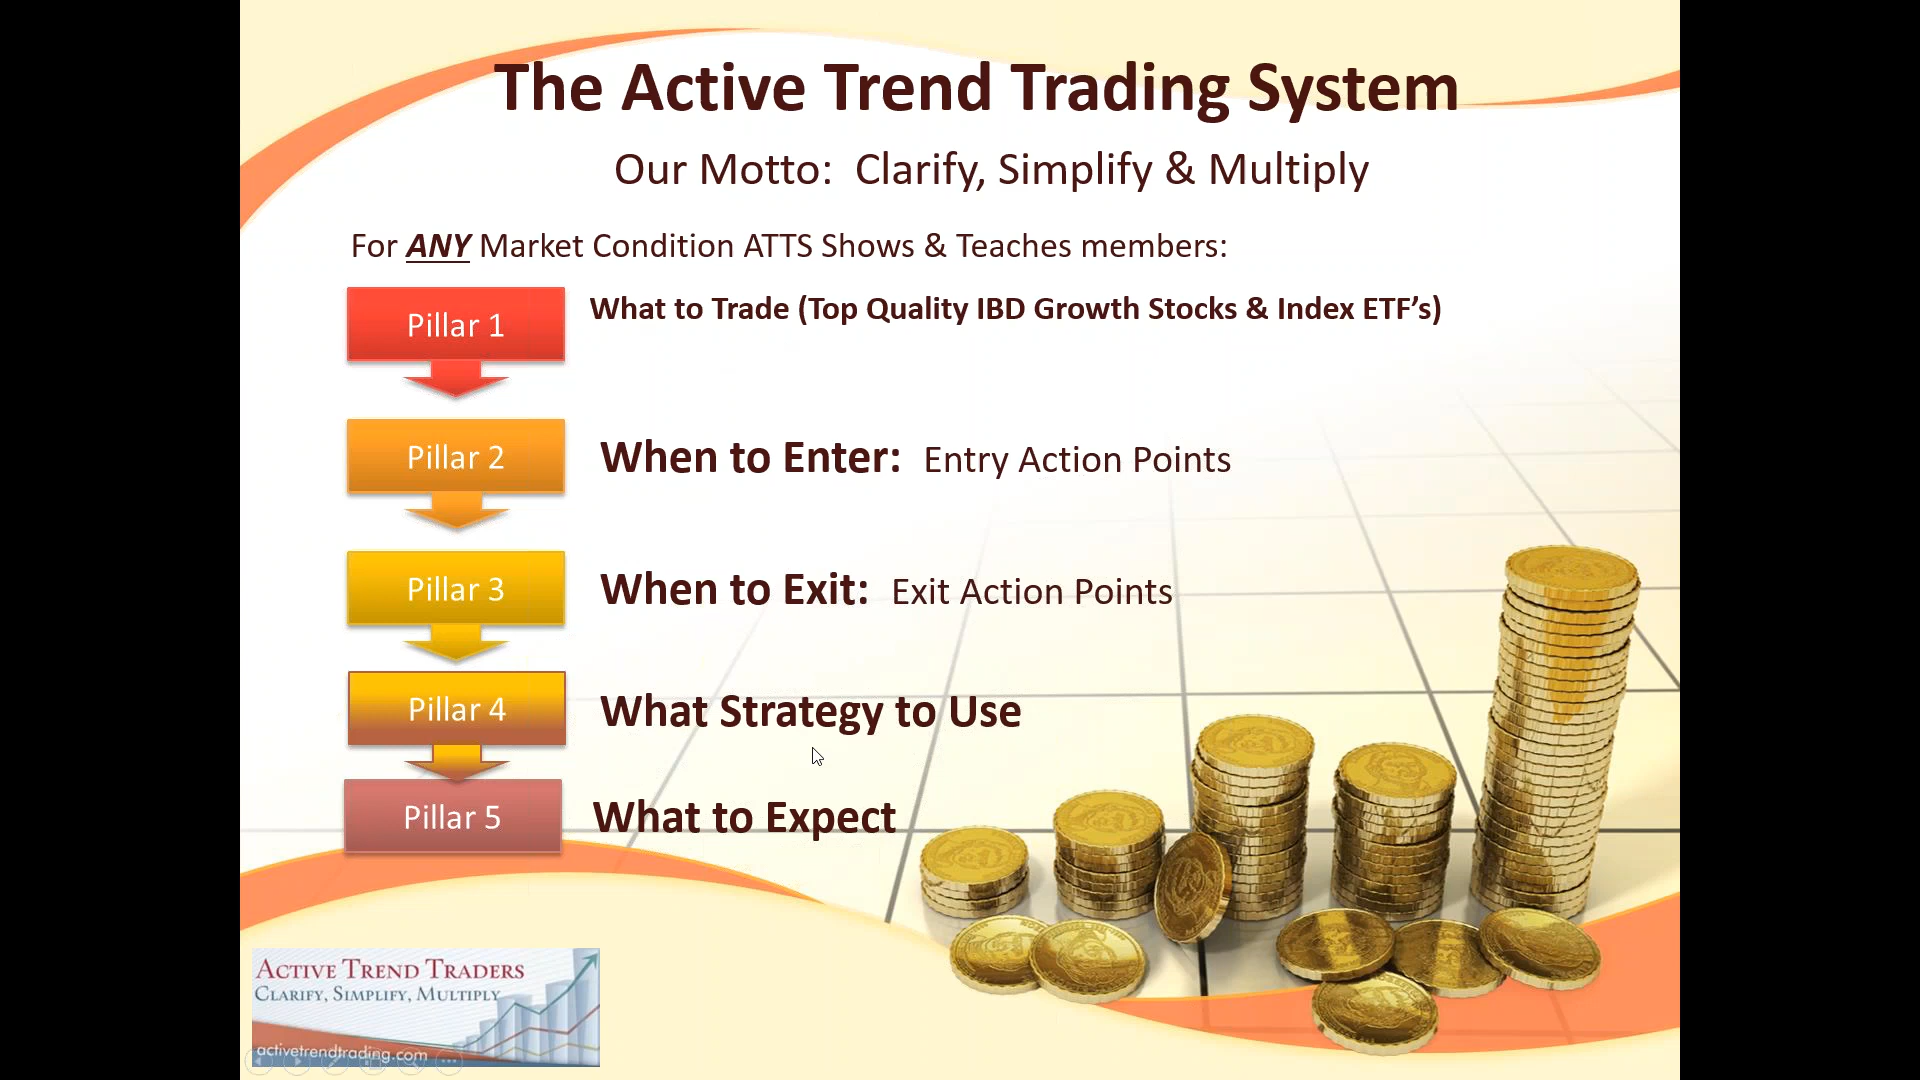 The Active Trend Trading System
Our Motto:  Clarify, Simplify & Multiply
For ANY Market Condition ATTS Shows & Teaches members:
Pillar 1
What to Trade (Top Quality IBD Growth Stocks & Index ETF’s)
Pillar 2
When to Enter:  Entry Action Points
Pillar 3
When to Exit:  Exit Action Points
Pillar 4
What Strategy to Use
Pillar 5
What to Expect
ACTIVE TREND TRADERS
CLARIFY, SIMPLIFY, MULTIPLY
activetrendtrading.com